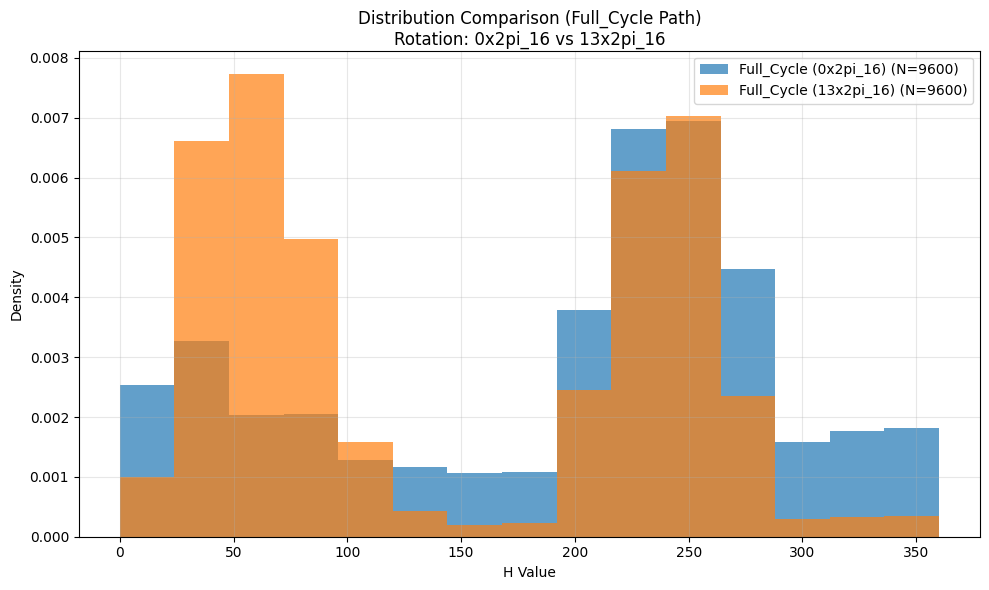 Distribution Comparison (Full_Cycle Path)
Rotation: 0x2pi_16 vs 13x2pi_16
Full_Cycle (0x2pi_16) (N=9600)
Full_Cycle (13x2pi_16) (N=9600)
0.008
0.007
0.006
0.005
0.004
0.003
0.002
0.001
0.000
Density
0 50 100 150 200 250 300 350
H Value